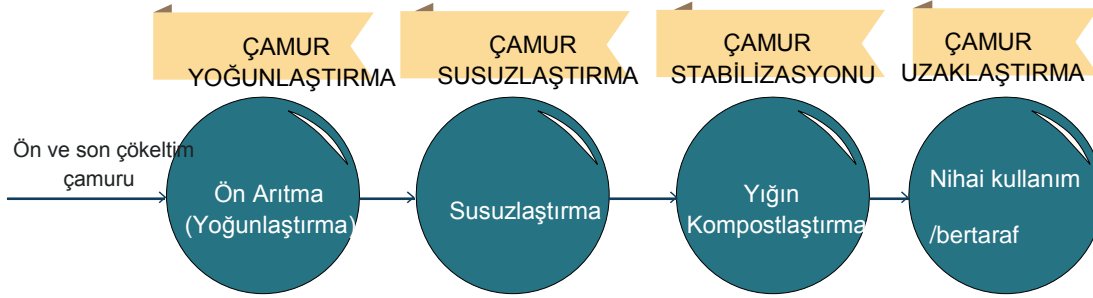 ÇAMUR
YOĞUNLAŞTIRMA
ÇAMUR
SUSUZLAŞTIRMA
ÇAMUR
STABİLİZASYONU
ÇAMUR
UZAKLAŞTIRMA
Ön ve son çökeltim
çamuru
Ön Arıtma
(Yoğunlaştırma)
Susuzlaştırma
Yığın
Kompostlaştırma
Nihai kullanım
/bertaraf